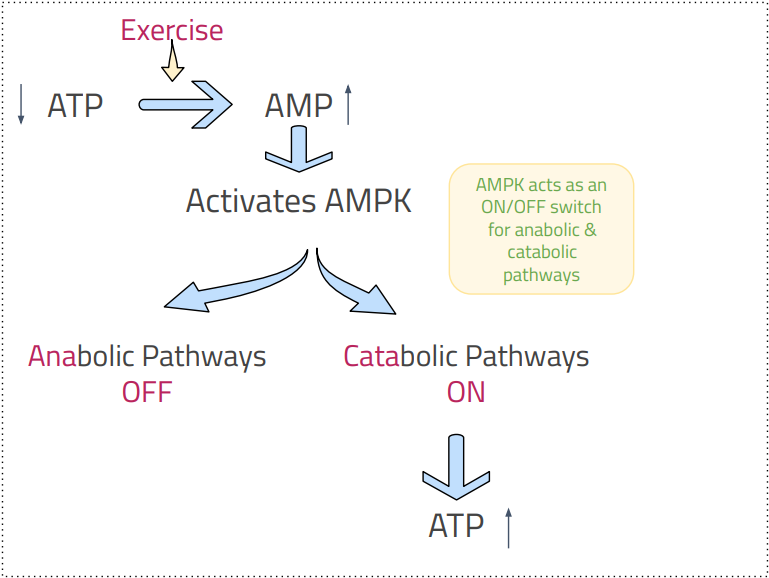 Exercise
ATP
AMP
Activates AMPK
AMPK acts as an
ON/OFF switch
for anabolic &
catabolic
pathways
Anabolic Pathways
OFF
Catabolic Pathways
ON
ATP